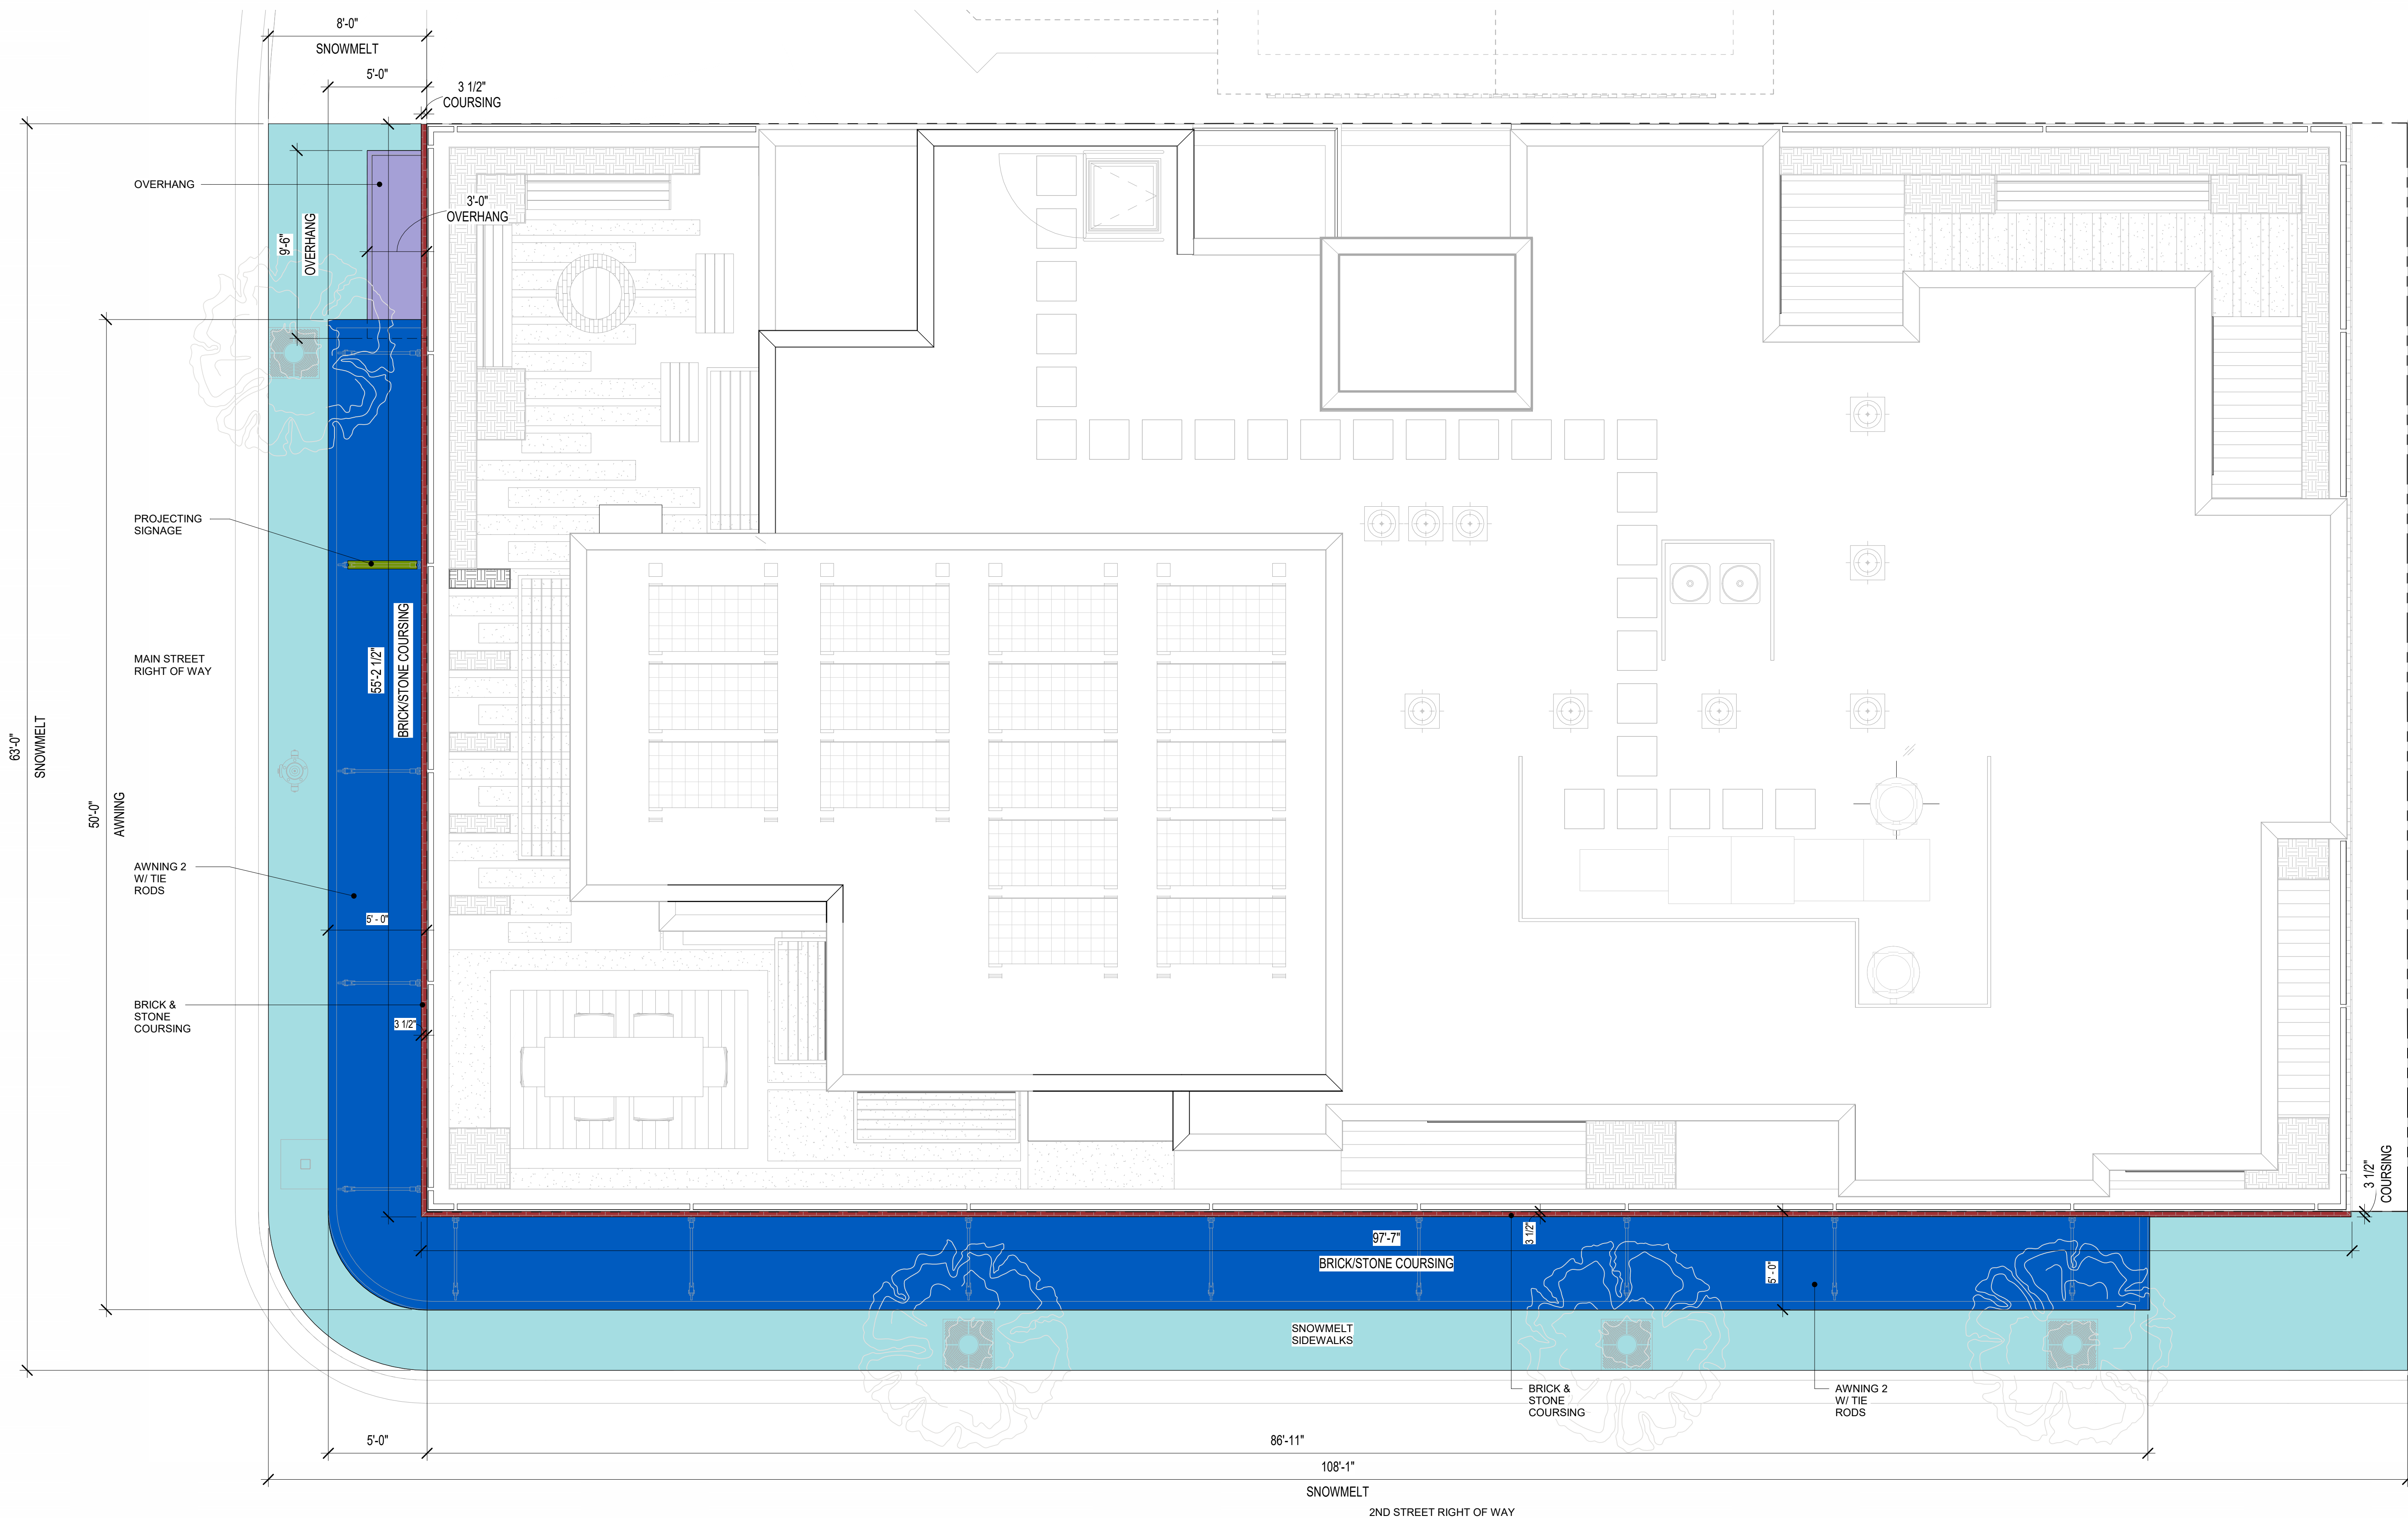 8'-0"
SNOWMELT
5'-0"
3 1/2"
COURSING
OVERHANG
3'-0"
OVERHANG
9'-6"
OVERHANG
PROJECTING
SIGNAGE
55'-2 1/2"
BRICK/STONE COURSING
MAIN STREET
RIGHT OF WAY
63'-0"
SNOWMELT
50'-0"
AWNING
AWNING 2
W/ TIE
RODS
5' - 0"
BRICK &
STONE
COURSING
3 1/2"
3 1/2"
COURSING
97'-7"
BRICK/STONE COURSING
3 1/2"
5' - 0"
SNOWMELT
SIDEWALKS
BRICK &
STONE
COURSING
AWNING 2
W/ TIE
RODS
5'-0"
86'-11"
108'-1"
SNOWMELT
2ND STREET RIGHT OF WAY